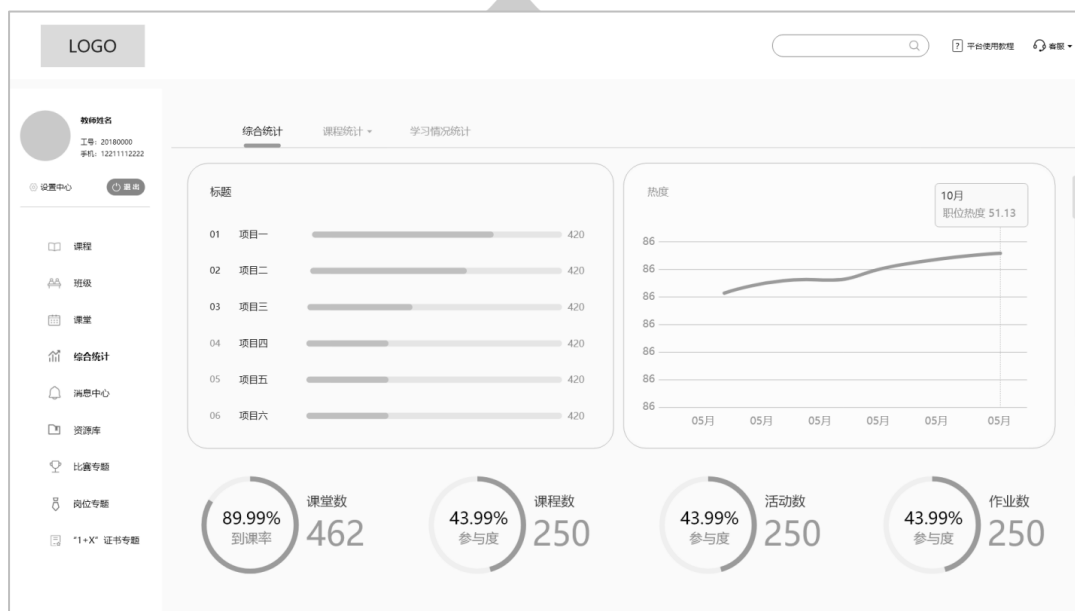 LOGO
? 平台使用教程 客服
教师姓名
工号：20180000
手机：12211112222
设置中心 退出
课程
班级
课堂
综合统计
消息中心
资源库
比赛专题
岗位专题
"1+X" 证书专题
综合统计 课程统计 学习情况统计
标题
01 项目一 420
02 项目二 420
03 项目三 420
04 项目四 420
05 项目五 420
06 项目六 420
热度
10月
职位热度 51.13
86
86
86
86
86
86
86
05月 05月 05月 05月 05月 05月
89.99%
到课率
课堂数
462
43.99%
参与度
课程数
250
43.99%
参与度
活动数
250
43.99%
参与度
作业数
250